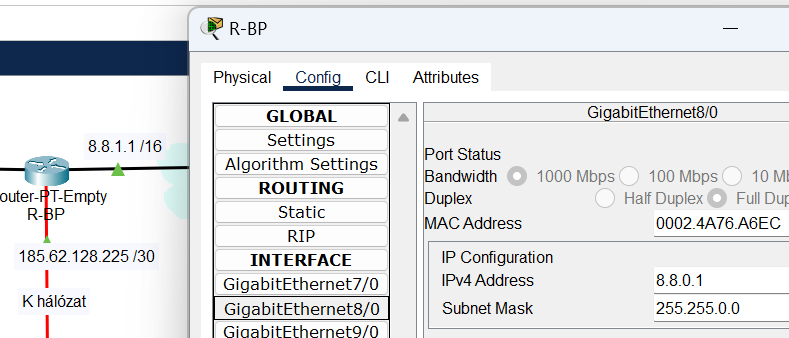 R-BP
Physical Config CLI Attributes
8.8.1.1 /16
outer-PT-Empty
R-BP
185.62.128.225 /30
K hálózat
GLOBAL
Settings
Algorithm Settings
ROUTING
Static
RIP
INTERFACE
GigabitEthernet7/0
GigabitEthernet8/0
GigabitEthernet9/0
GigabitEthernet8/0
Port Status
Bandwidth 1000 Mbps 100 Mbps 10 Mb
Duplex Half Duplex Full Dup
MAC Address 0002.4A76.A6EC
IP Configuration
IPv4 Address 8.8.0.1
Subnet Mask 255.255.0.0